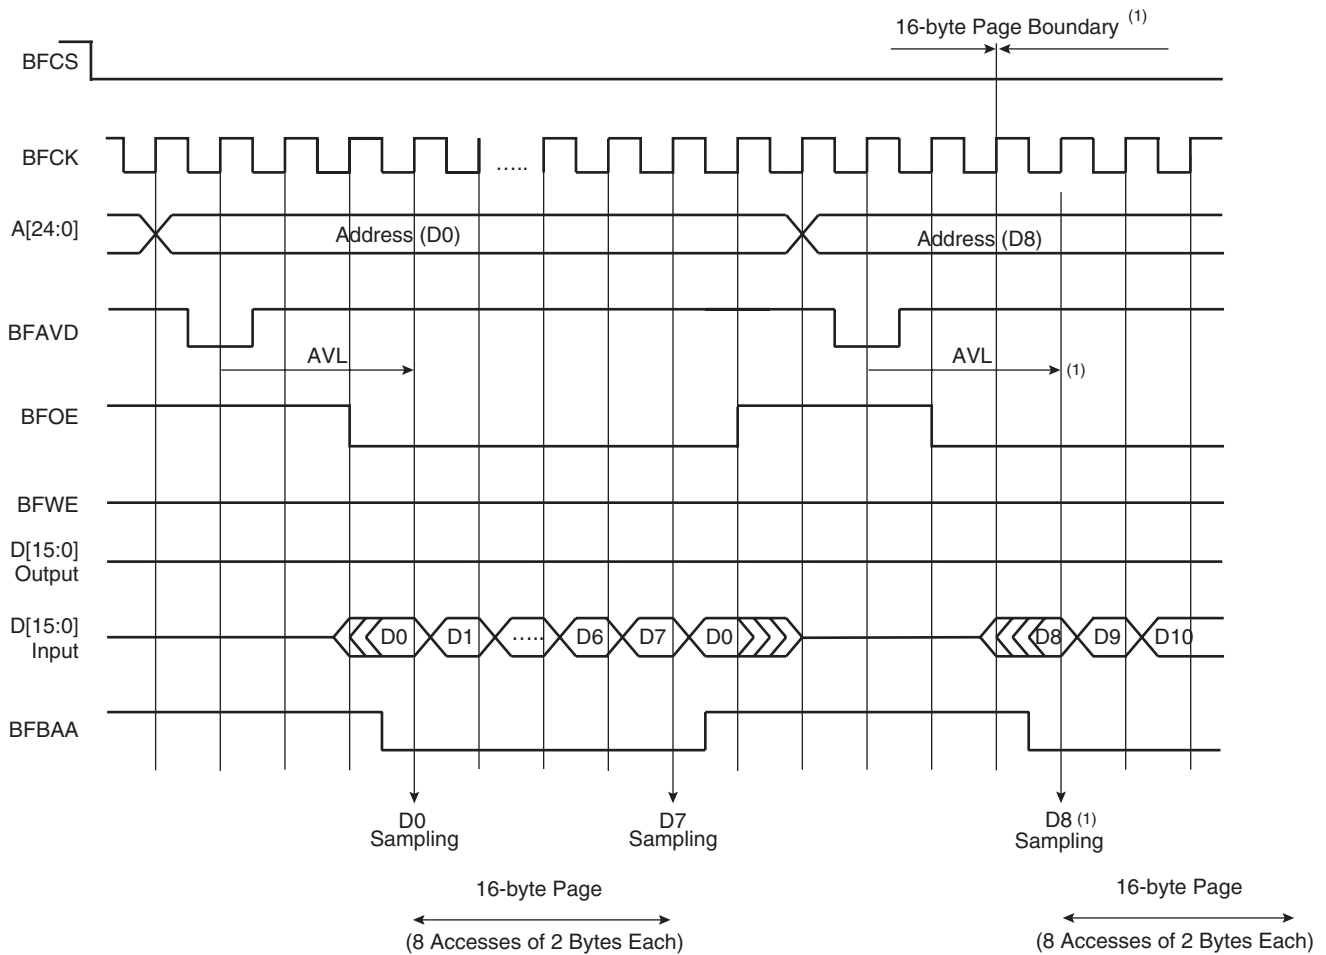 16-byte Page Boundary (1)
BFCS
BFCK
.....
A[24:0]
Address (D0)
Address (D8)
BFAVD
AVL
AVL
(1)
BFOE
BFWE
D[15:0]
Output
D[15:0]
Input
D0
D1
.....
D6
D7
D0
D8
D9
D10
BFBAA
D0
Sampling
D7
Sampling
D8 (1)
Sampling
16-byte Page
(8 Accesses of 2 Bytes Each)
16-byte Page
(8 Accesses of 2 Bytes Each)